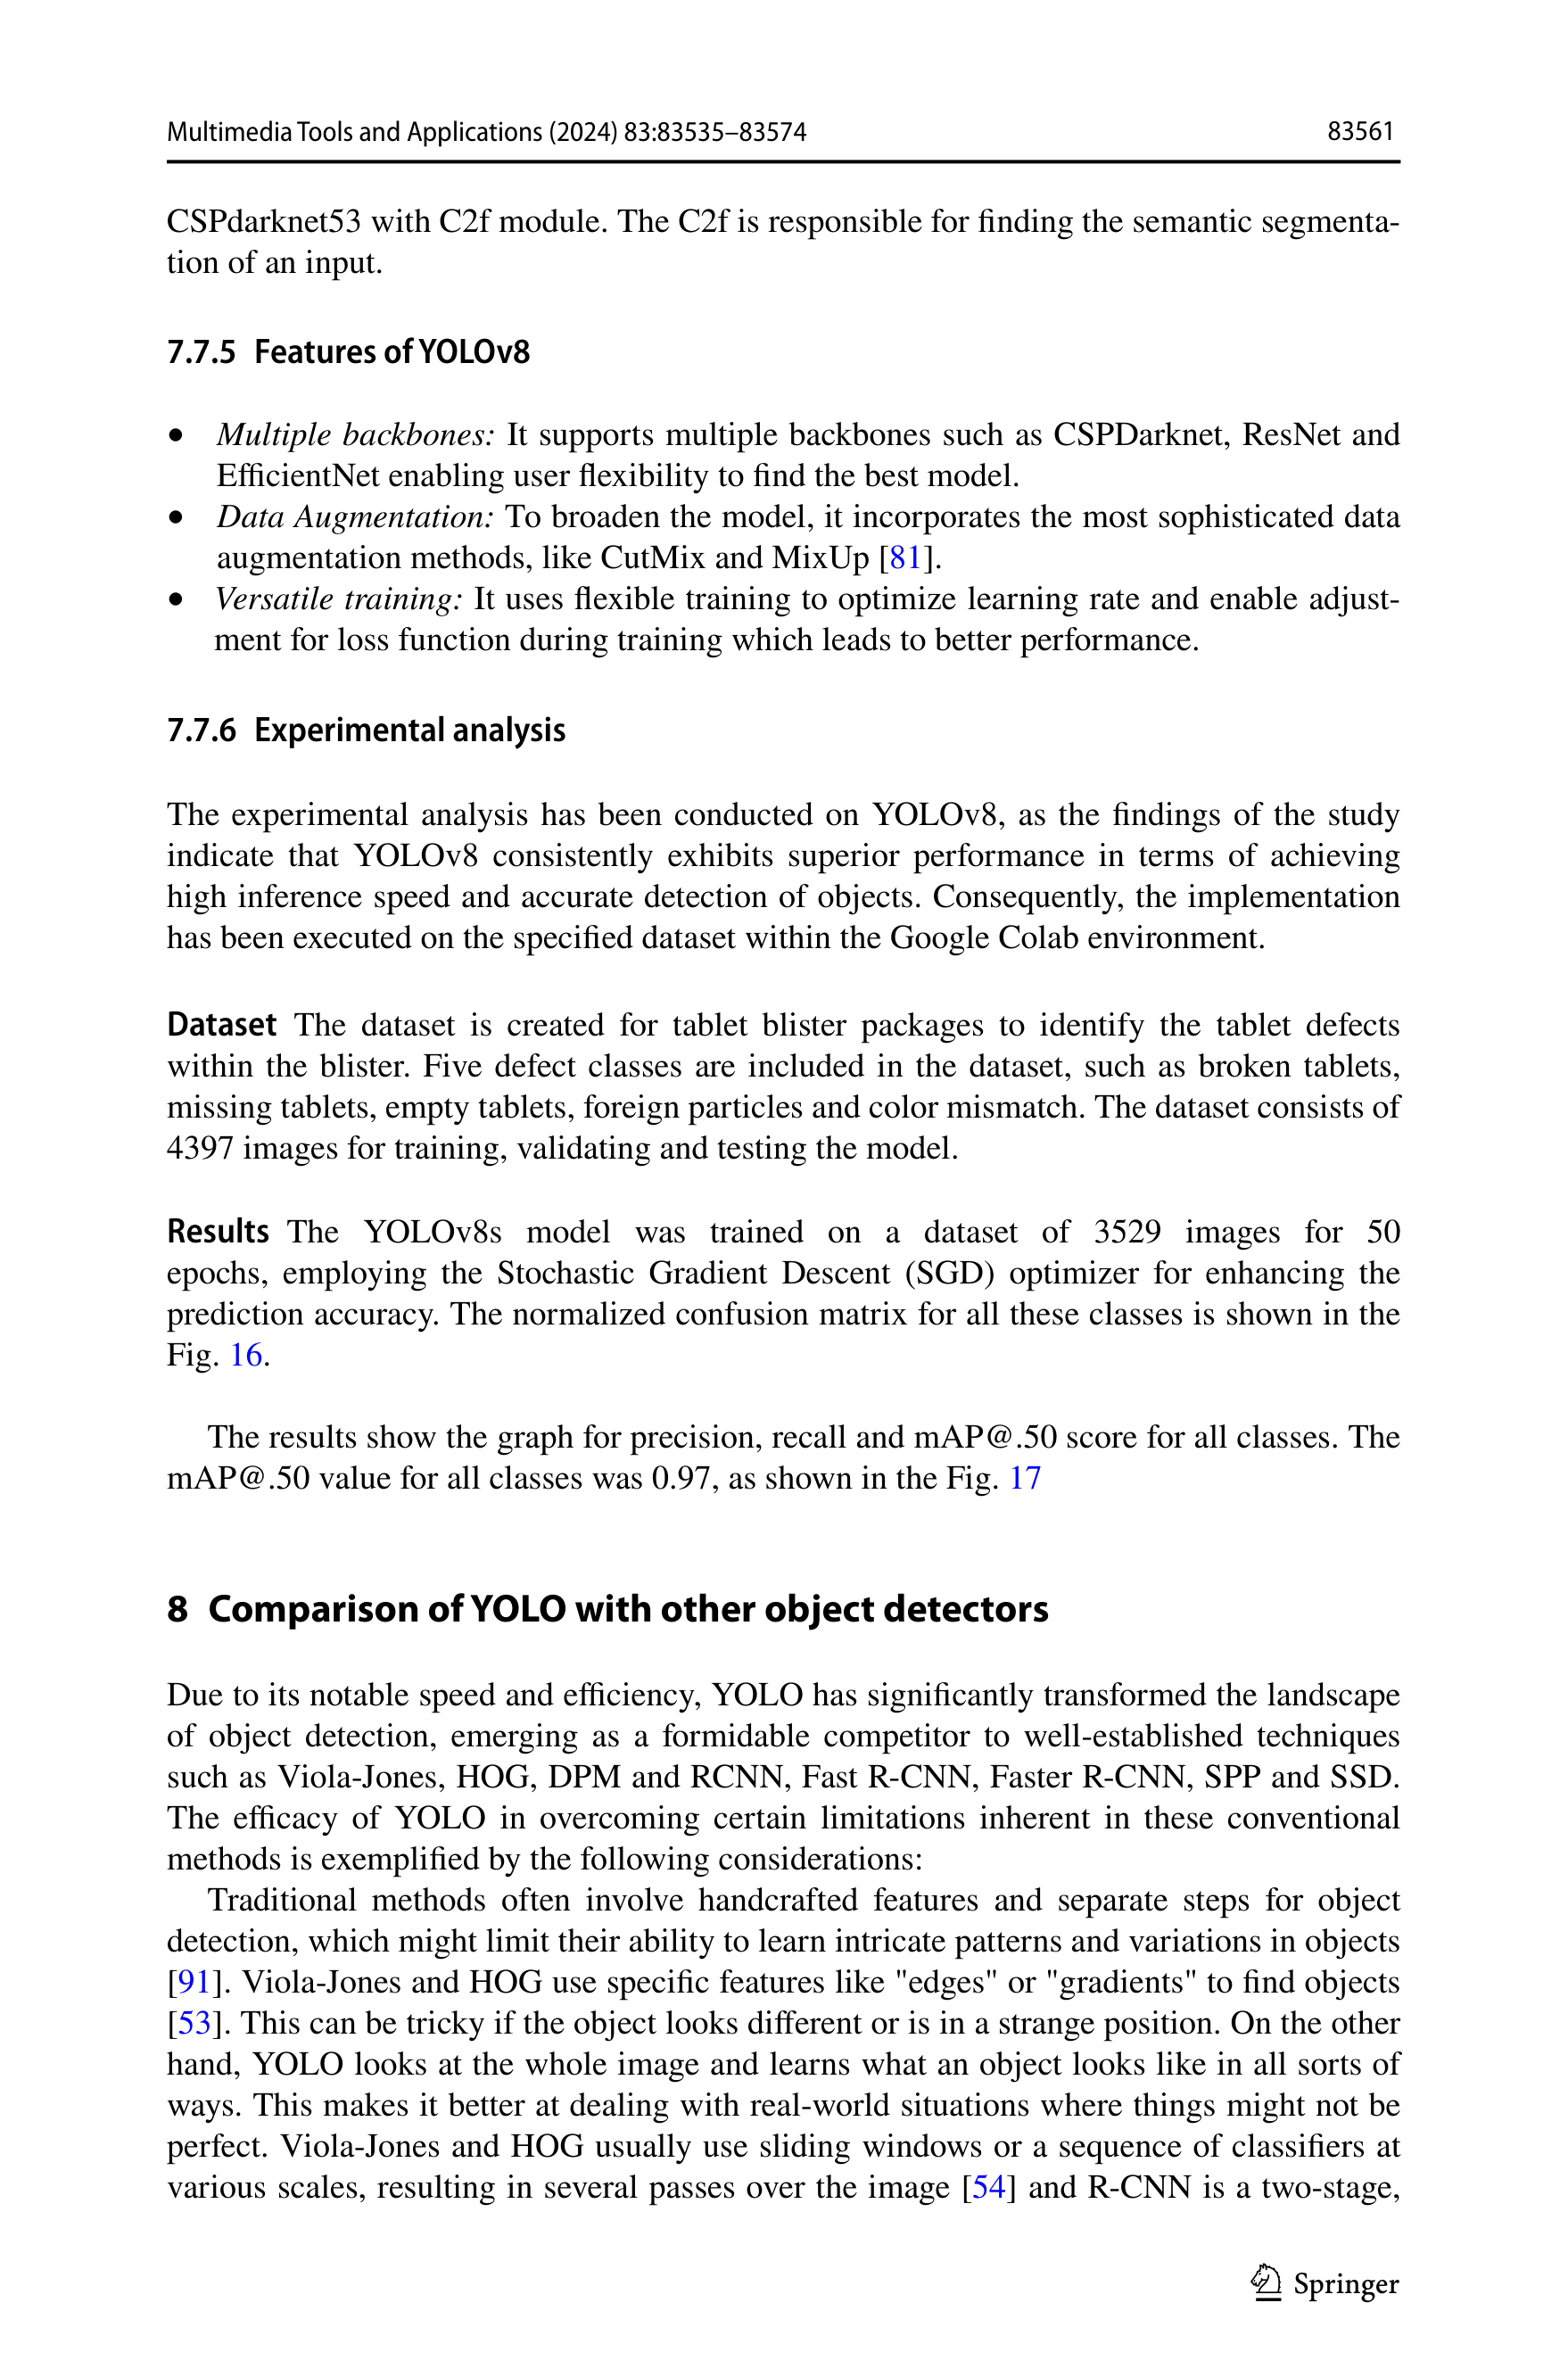 Multimedia Tools and Applications (2024) 83:83535–83574 83561
CSPdarknet53 with C2f module. The C2f is responsible for finding the semantic segmenta-
tion of an input.
7.7.5 Features of YOLOv8
• Multiple backbones: It supports multiple backbones such as CSPDarknet, ResNet and
EfficientNet enabling user flexibility to find the best model.
• Data Augmentation: To broaden the model, it incorporates the most sophisticated data
augmentation methods, like CutMix and MixUp [81].
• Versatile training: It uses flexible training to optimize learning rate and enable adjust-
ment for loss function during training which leads to better performance.
7.7.6 Experimental analysis
The experimental analysis has been conducted on YOLOv8, as the findings of the study
indicate that YOLOv8 consistently exhibits superior performance in terms of achieving
high inference speed and accurate detection of objects. Consequently, the implementation
has been executed on the specified dataset within the Google Colab environment.
Dataset The dataset is created for tablet blister packages to identify the tablet defects
within the blister. Five defect classes are included in the dataset, such as broken tablets,
missing tablets, empty tablets, foreign particles and color mismatch. The dataset consists of
4397 images for training, validating and testing the model.
Results The YOLOv8s model was trained on a dataset of 3529 images for 50
epochs, employing the Stochastic Gradient Descent (SGD) optimizer for enhancing the
prediction accuracy. The normalized confusion matrix for all these classes is shown in the
Fig. 16.
The results show the graph for precision, recall and mAP@.50 score for all classes. The
mAP@.50 value for all classes was 0.97, as shown in the Fig. 17
8 Comparison of YOLO with other object detectors
Due to its notable speed and efficiency, YOLO has significantly transformed the landscape
of object detection, emerging as a formidable competitor to well-established techniques
such as Viola-Jones, HOG, DPM and RCNN, Fast R-CNN, Faster R-CNN, SPP and SSD.
The efficacy of YOLO in overcoming certain limitations inherent in these conventional
methods is exemplified by the following considerations:
Traditional methods often involve handcrafted features and separate steps for object
detection, which might limit their ability to learn intricate patterns and variations in objects
[91]. Viola-Jones and HOG use specific features like "edges" or "gradients" to find objects
[53]. This can be tricky if the object looks different or is in a strange position. On the other
hand, YOLO looks at the whole image and learns what an object looks like in all sorts of
ways. This makes it better at dealing with real-world situations where things might not be
perfect. Viola-Jones and HOG usually use sliding windows or a sequence of classifiers at
various scales, resulting in several passes over the image [54] and R-CNN is a two-stage,
Springer